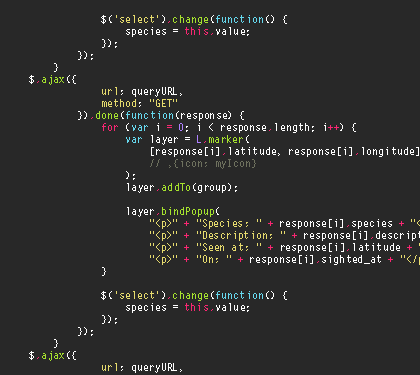 $('select').change(function() {
species = this.value;
});
});
}
$.ajax({
url: queryURL,
method: "GET"
}).done(function(response) {
for (var i = 0; i < response.length; i++) {
var layer = L.marker(
[response[i].latitude, response[i].longitude]
// ,{icon: myIcon}
);
layer.addTo(group);
layer.bindPopup(
"<p>" + "Species: " + response[i].species + "<
"<p>" + "Description: " + response[i].descript
"<p>" + "Seen at: " + response[i].latitude + "
"<p>" + "On: " + response[i].sighted_at + "</p
}
$('select').change(function() {
species = this.value;
});
});
}
$.ajax({
url: queryURL,